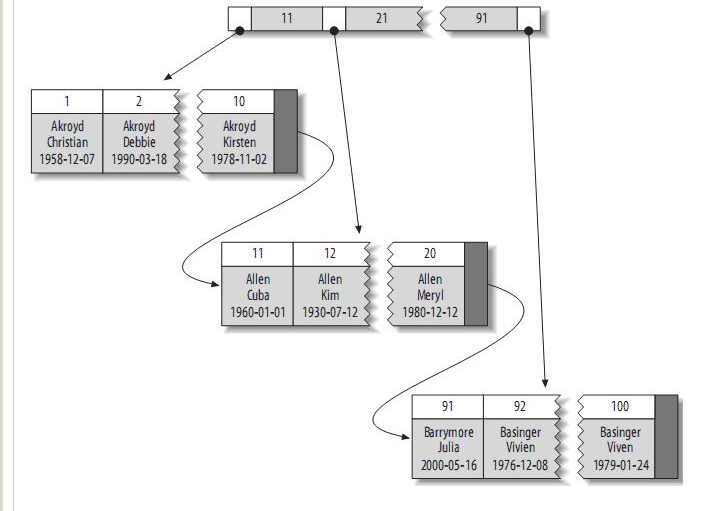 11 21 91
1 2 10
Akroyd Akroyd Akroyd
Christian Debbie Kirsten
1958-12-07 1990-03-18 1978-11-02
11 12 20
Allen Allen Allen
Cuba Kim Meryl
1960-01-01 1930-07-12 1980-12-12
91 92 100
Barrymore Basinger Basinger
Julia Vivien Viven
2000-05-16 1976-12-08 1979-01-24